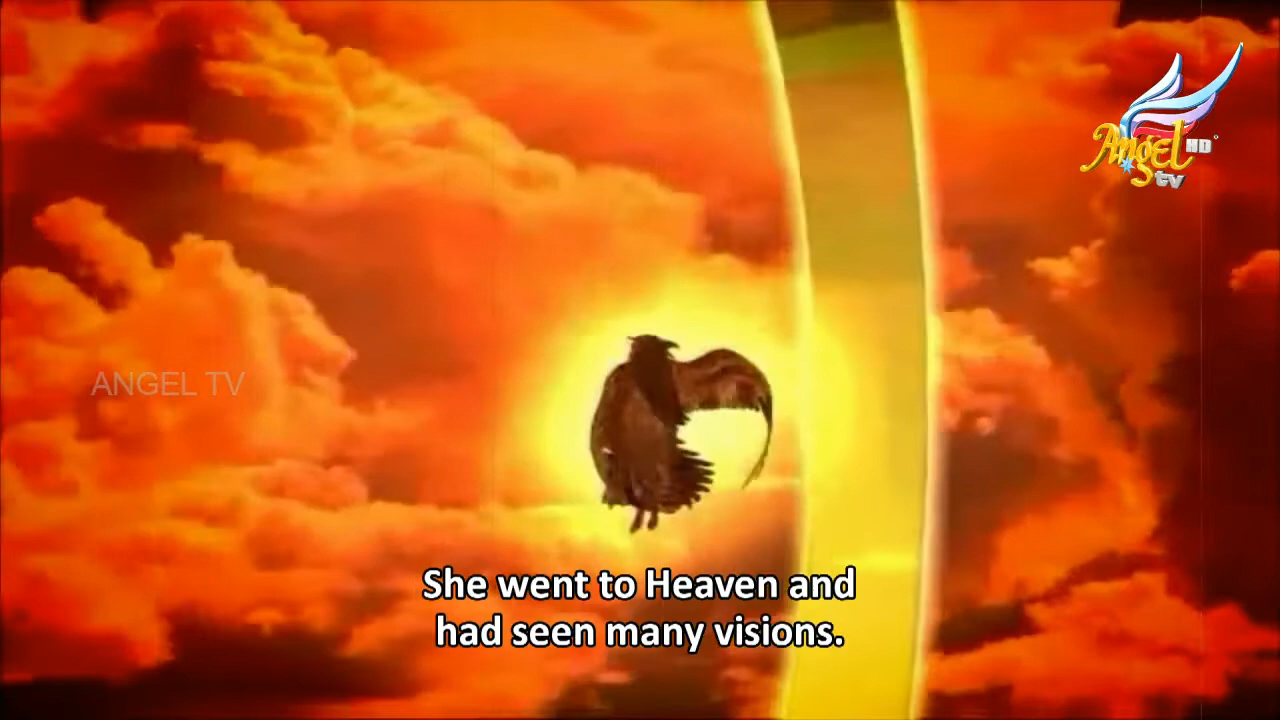 Angel HD
tv
ANGEL TV
She went to Heaven and
had seen many visions.